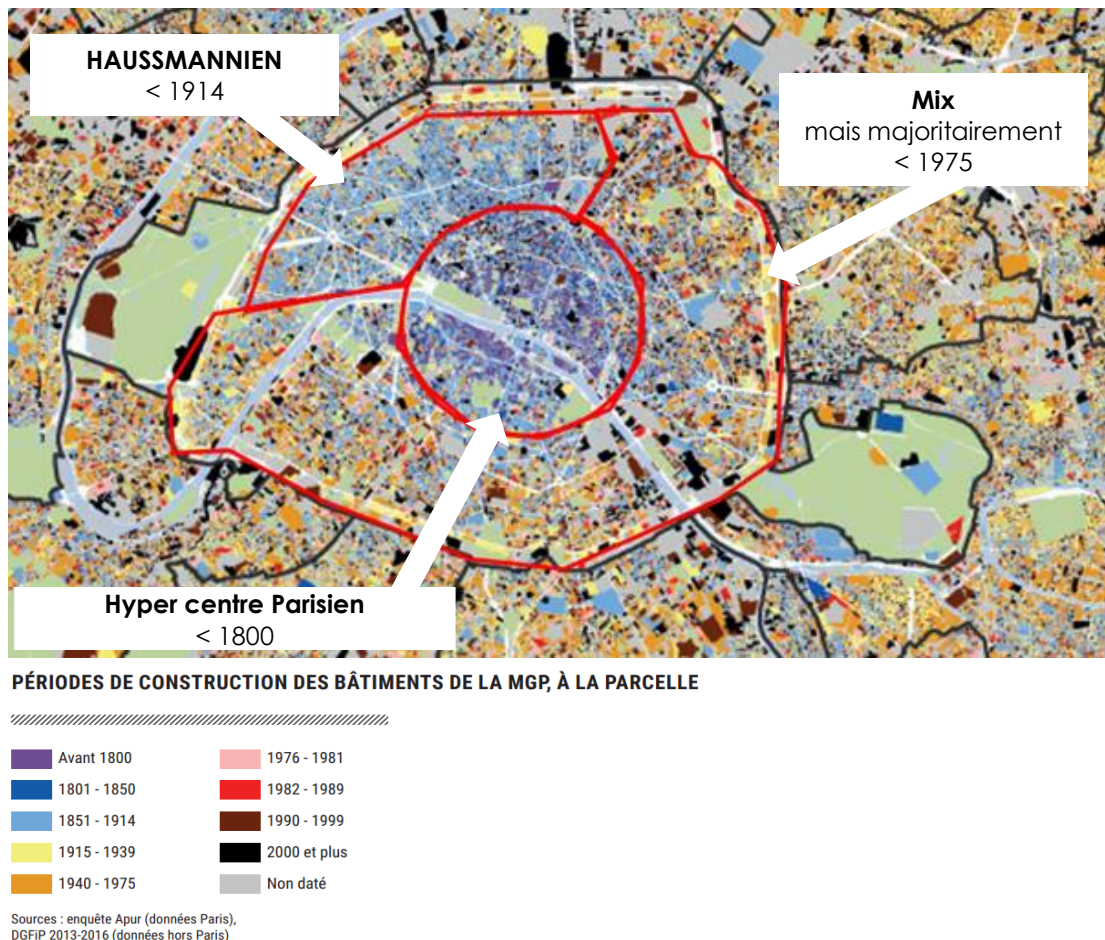 HAUSSMANNIEN
< 1914
Mix
mais majoritairement
< 1975
Hyper centre Parisien
< 1800
PÉRIODES DE CONSTRUCTION DES BÂTIMENTS DE LA MGP, À LA PARCELLE
Avant 1800
1801 - 1850
1851 - 1914
1915 - 1939
1940 - 1975
1976 - 1981
1982 - 1989
1990 - 1999
2000 et plus
Non daté
Sources : enquête Apur (données Paris),
DGFiP 2013-2016 (données hors Paris)